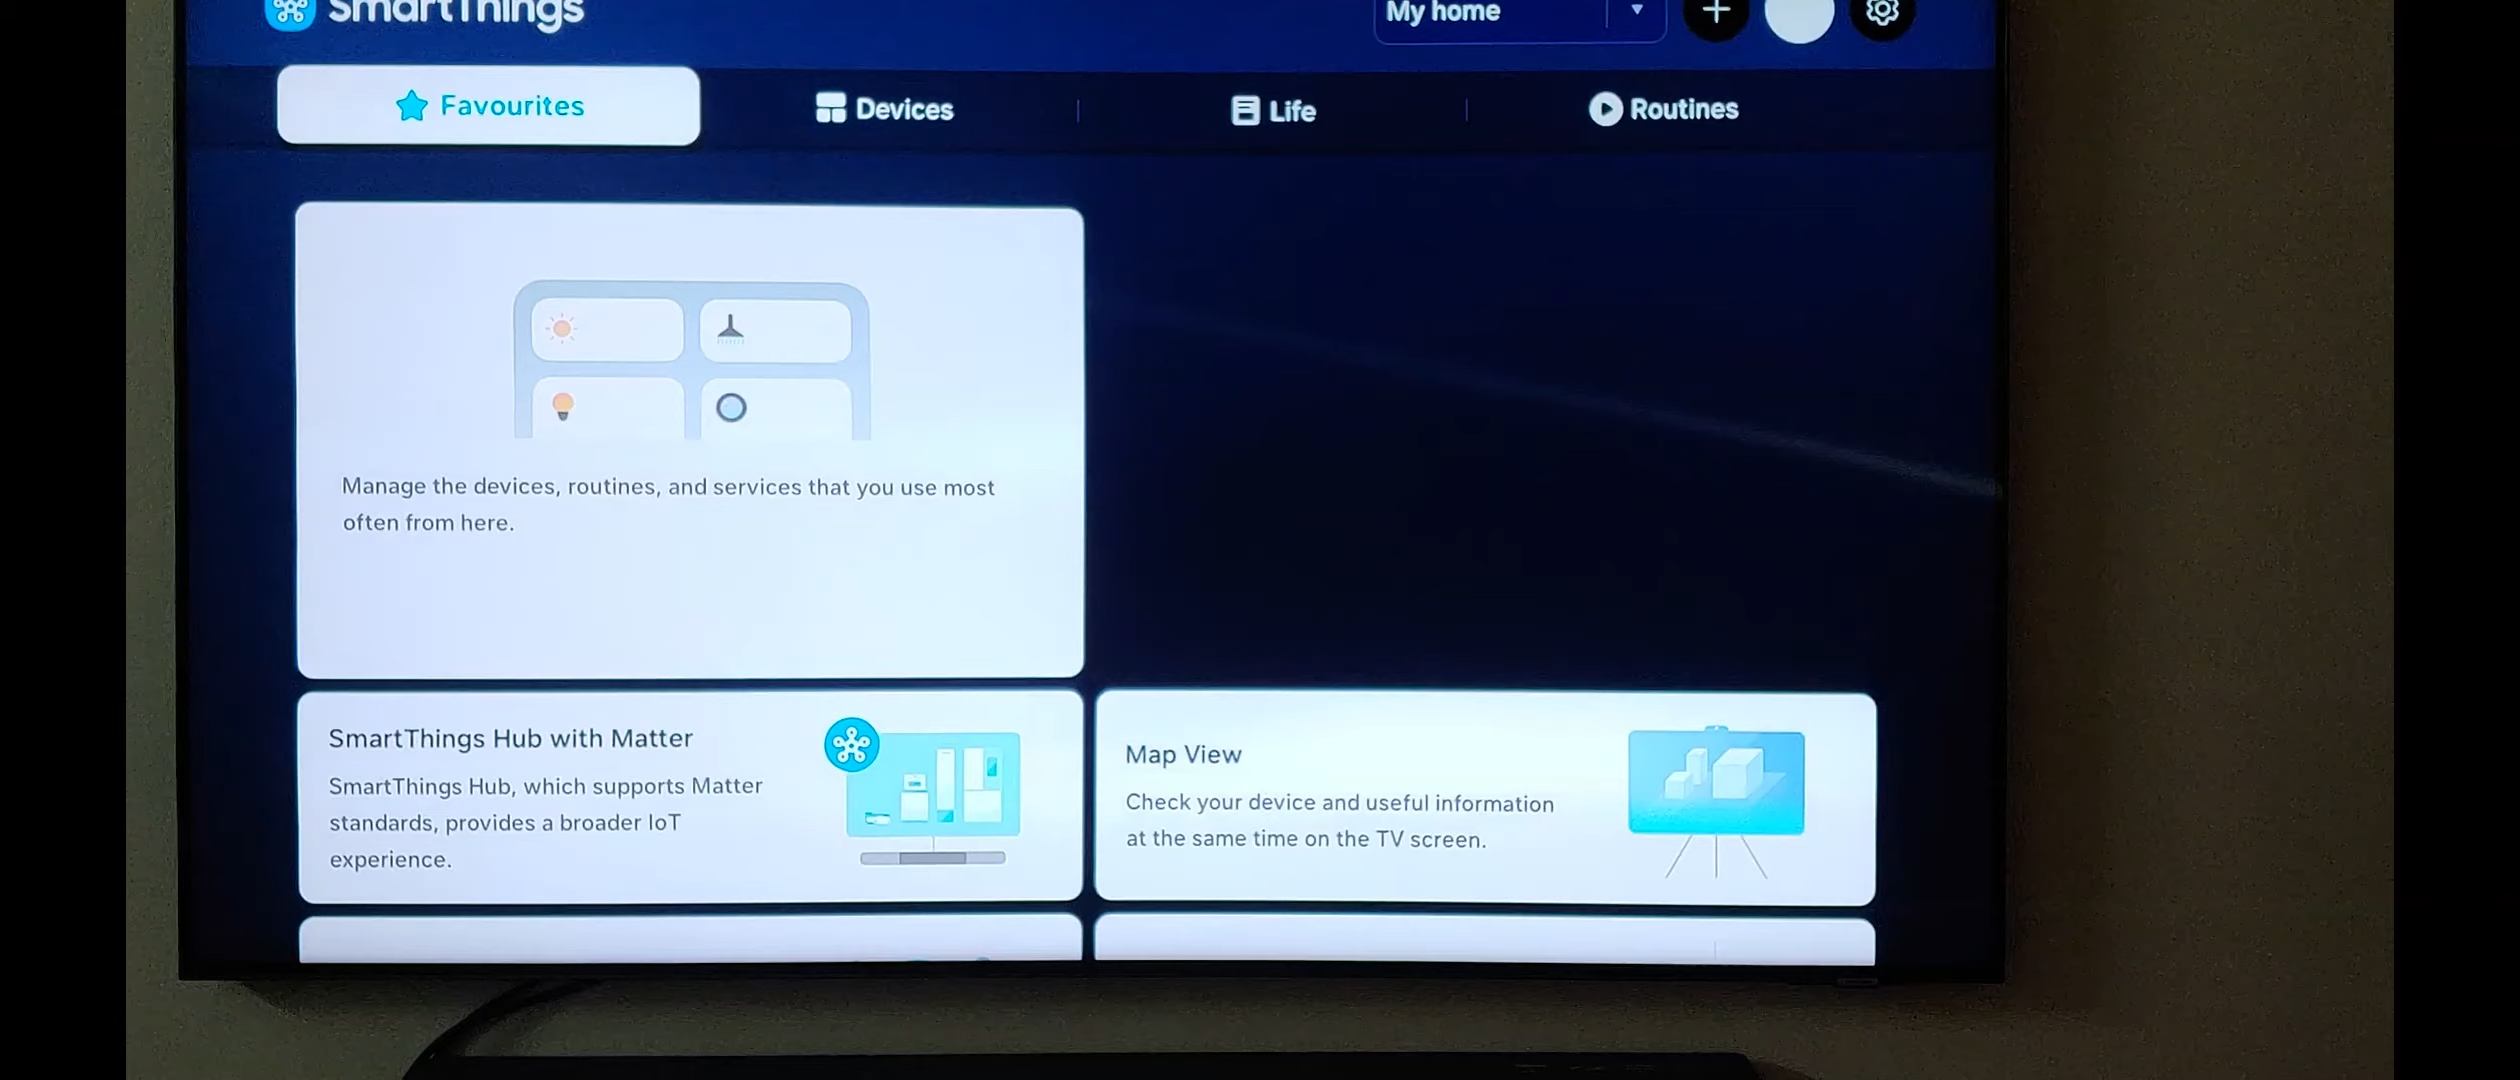 SmartThings
My home
Favourites
Devices
Life
Routines
Manage the devices, routines, and services that you use most
often from here.
SmartThings Hub with Matter
SmartThings Hub, which supports Matter
standards, provides a broader IoT
experience.
Map View
Check your device and useful information
at the same time on the TV screen.